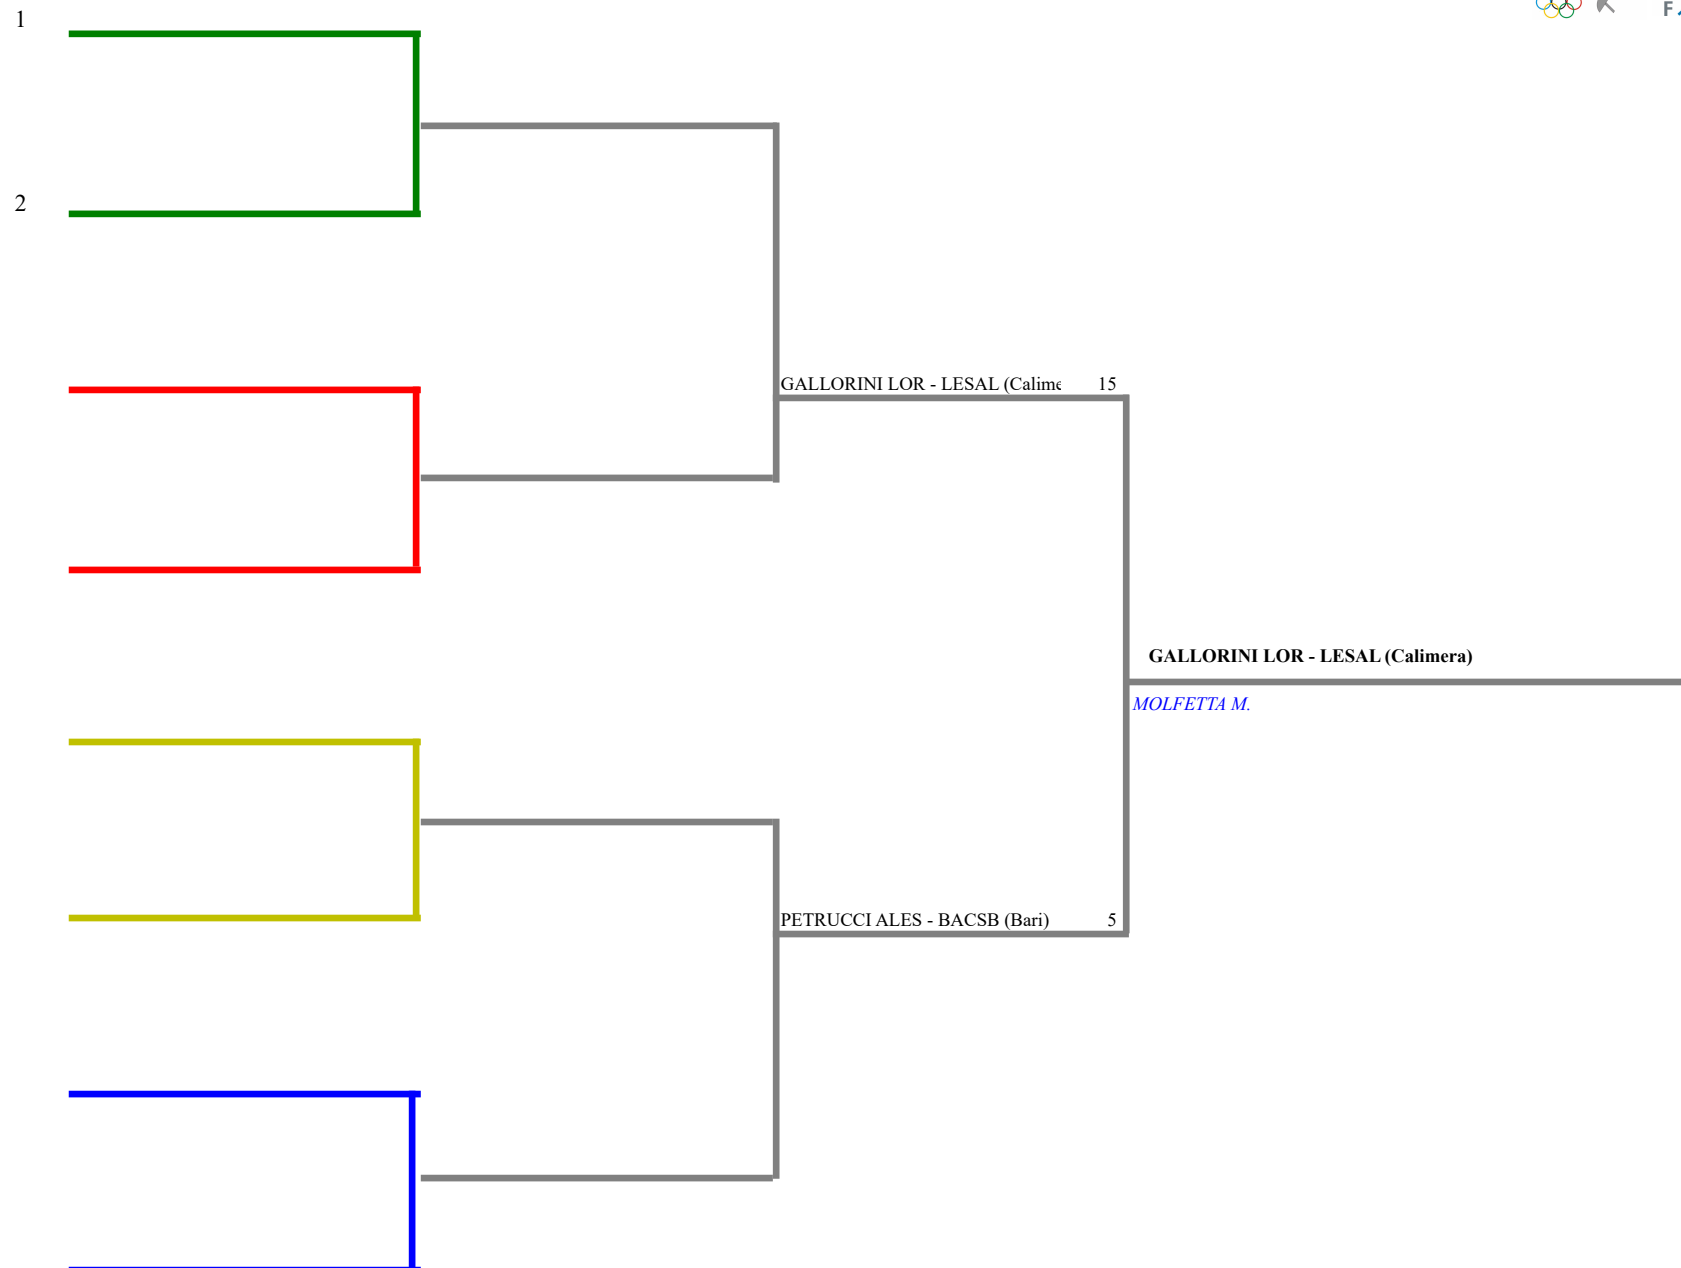 1
2
GALLORINI LOR - LESAL (Calime 15
GALLORINI LOR - LESAL (Calimera)
MOLFETTA M.
PETRUCCI ALES - BACSB (Bari) 5
F